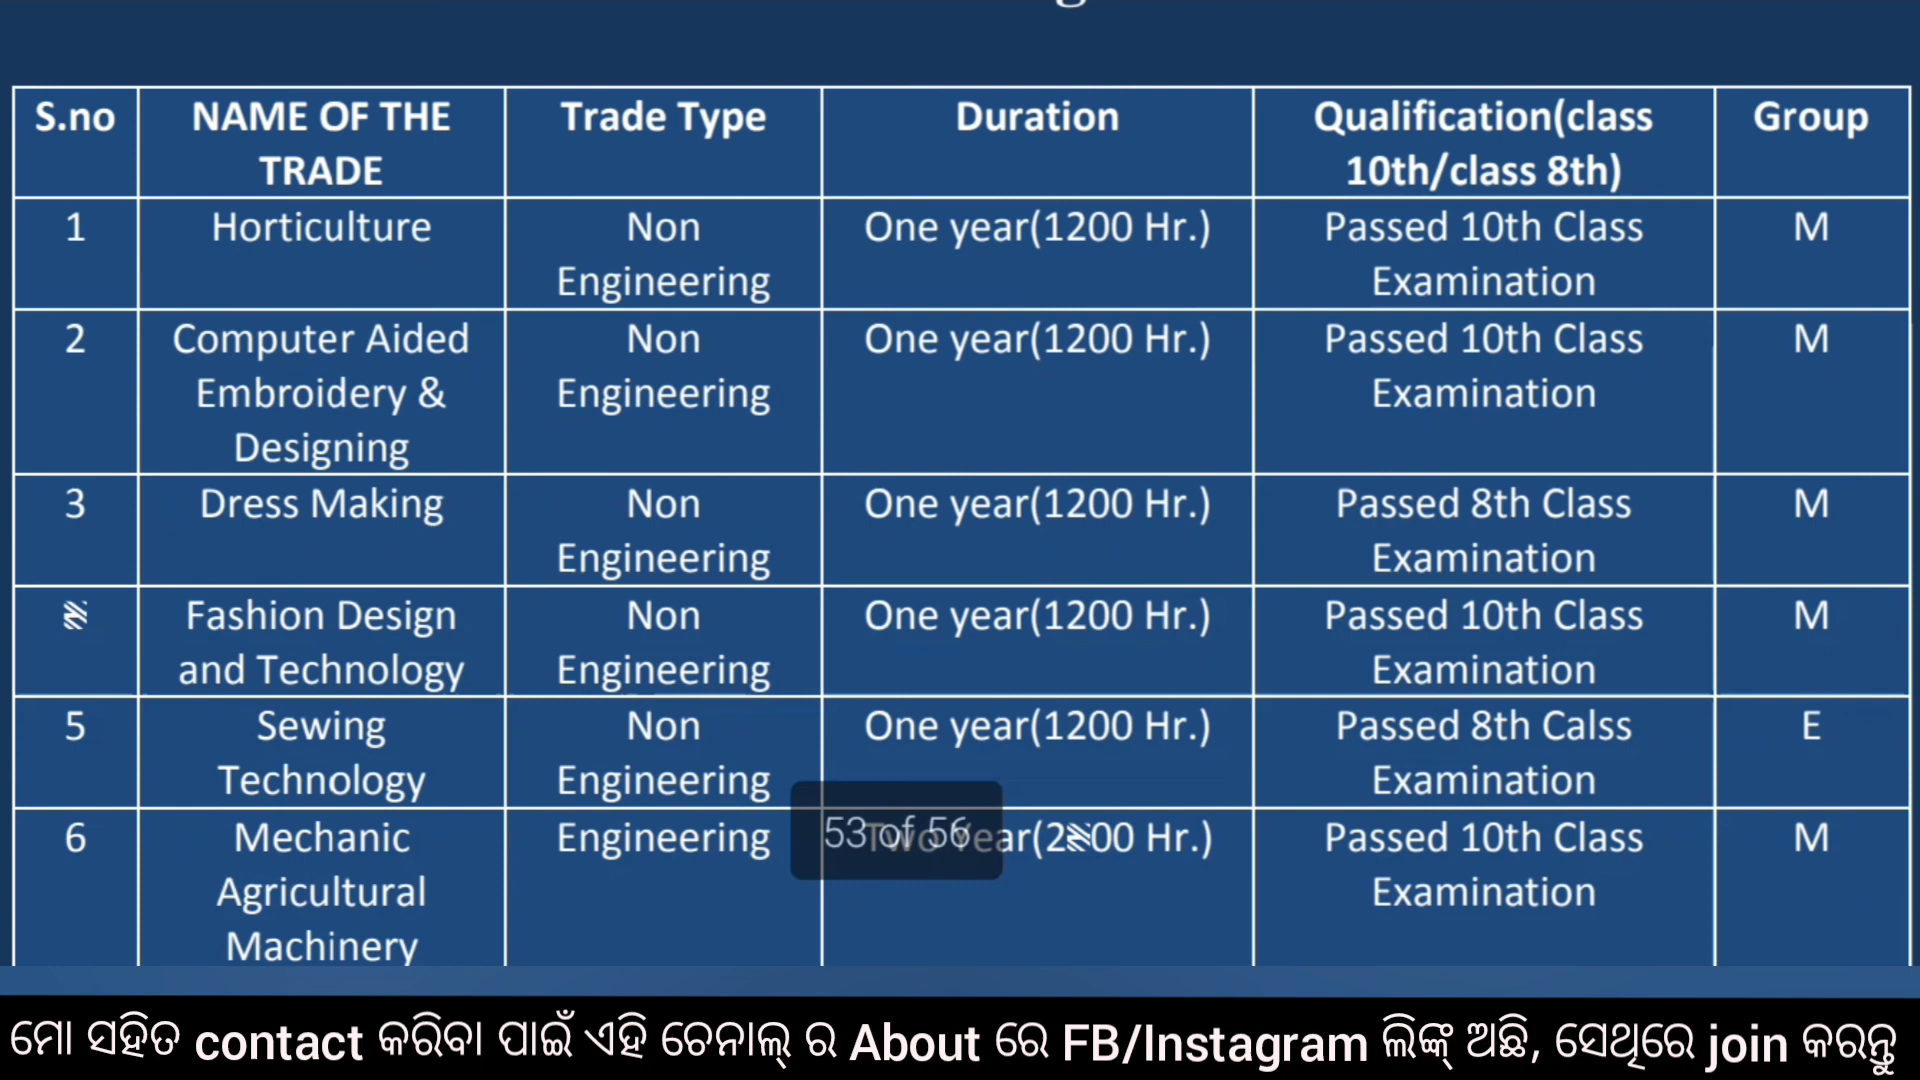 S.no NAME OF THE TRADE Trade Type Duration Qualification(class 10th/class 8th) Group
1 Horticulture Non Engineering One year(1200 Hr.) Passed 10th Class Examination M
2 Computer Aided Embroidery & Designing Non Engineering One year(1200 Hr.) Passed 10th Class Examination M
3 Dress Making Non Engineering One year(1200 Hr.) Passed 8th Class Examination M
Fashion Design and Technology Non Engineering One year(1200 Hr.) Passed 10th Class Examination M
5 Sewing Technology Non Engineering One year(1200 Hr.) Passed 8th Calss Examination E
6 Mechanic Agricultural Machinery Engineering Two Year Hr.) Passed 10th Class Examination M
53 of 56
ମୋ ସହିତ contact କରିବା ପାଇଁ ଏହି ଚେନାଲ୍ ର About ରେ FB/Instagram ଲିଙ୍କ୍ ଅଛି, ସେଥିରେ join କରନ୍ତୁ